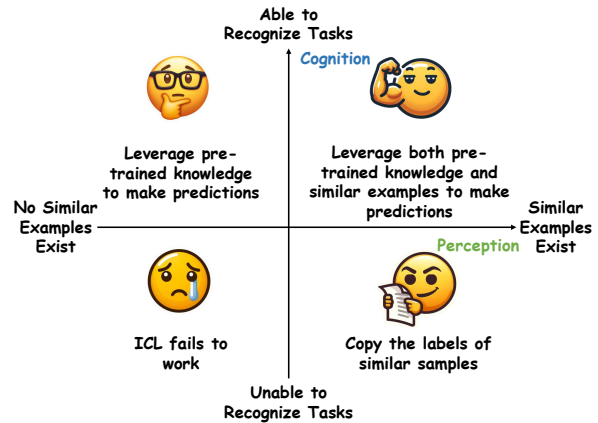 Able to
Recognize Tasks
Cognition
Leverage pre-
trained knowledge
to make predictions
Leverage both pre-
trained knowledge and
similar examples to make
predictions
No Similar
Examples
Exist
Similar
Examples
Exist
Perception
ICL fails to
work
Copy the labels of
similar samples
Unable to
Recognize Tasks